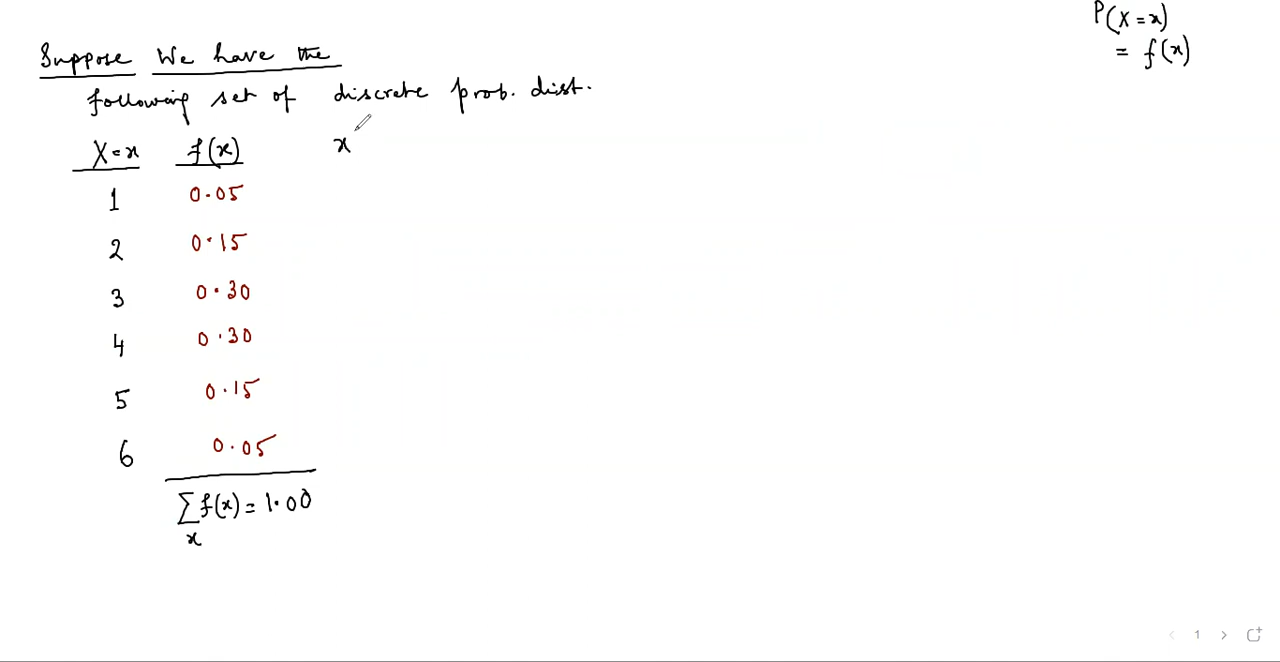 Suppose We have the
following set of discrete prob. dist.
P(X=x)
= f(x)
X=x f(x) x
1 0.05
2 0.15
3 0.30
4 0.30
5 0.15
6 0.05
∑f(x)=1.00
x
1